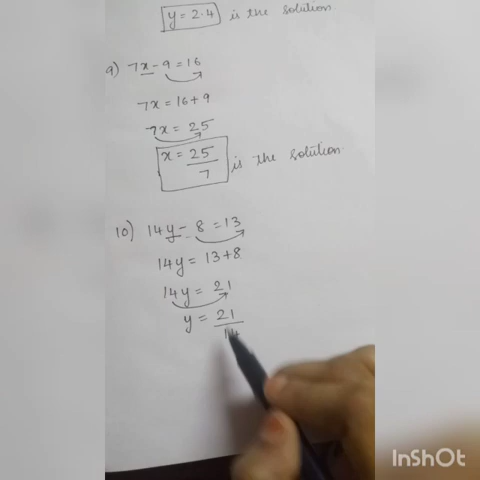 y = 2.4 is the solution.
9) 7x - 9 = 16
7x = 16 + 9
7x = 25
x = 25/7 is the solution
10) 14y - 8 = 13
14y = 13 + 8
14y = 21
y = 21/14
InShOt